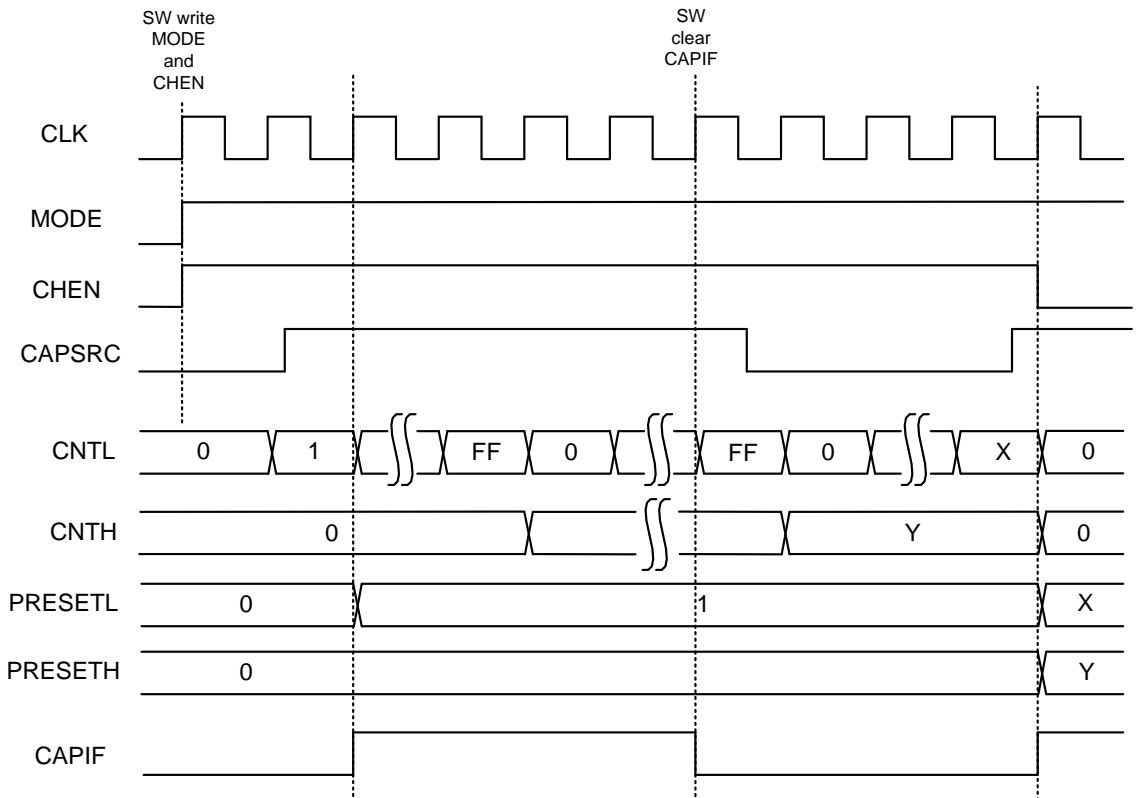 SW write
MODE
and
CHEN
SW
clear
CAPIF
CLK
MODE
CHEN
CAPSRC
CNTL 0 1 FF 0 FF 0 X 0
CNTH 0 Y 0
PRESETL 0 1 X
PRESETH 0 Y
CAPIF